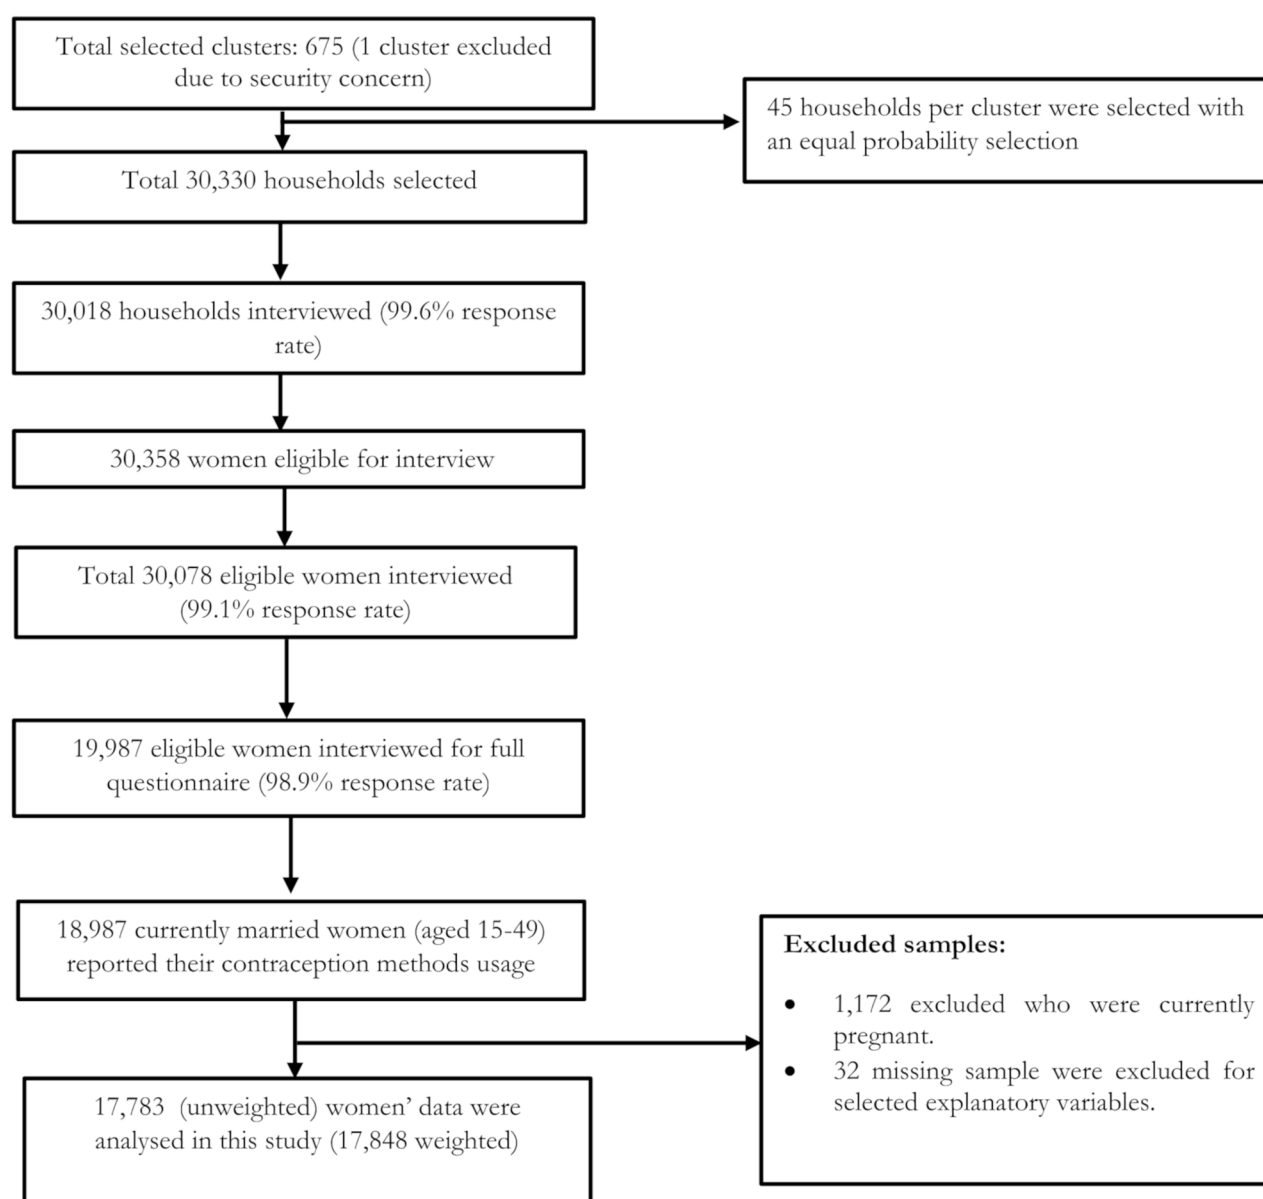 Total selected clusters: 675 (1 cluster excluded
due to security concern)
45 households per cluster were selected with
an equal probability selection
Total 30,330 households selected
30,018 households interviewed (99.6% response
rate)
30,358 women eligible for interview
Total 30,078 eligible women interviewed
(99.1% response rate)
19,987 eligible women interviewed for full
questionnaire (98.9% response rate)
18,987 currently married women (aged 15-49)
reported their contraception methods usage
Excluded samples:
• 1,172 excluded who were currently
pregnant.
• 32 missing sample were excluded for
selected explanatory variables.
17,783 (unweighted) women' data were
analysed in this study (17,848 weighted)